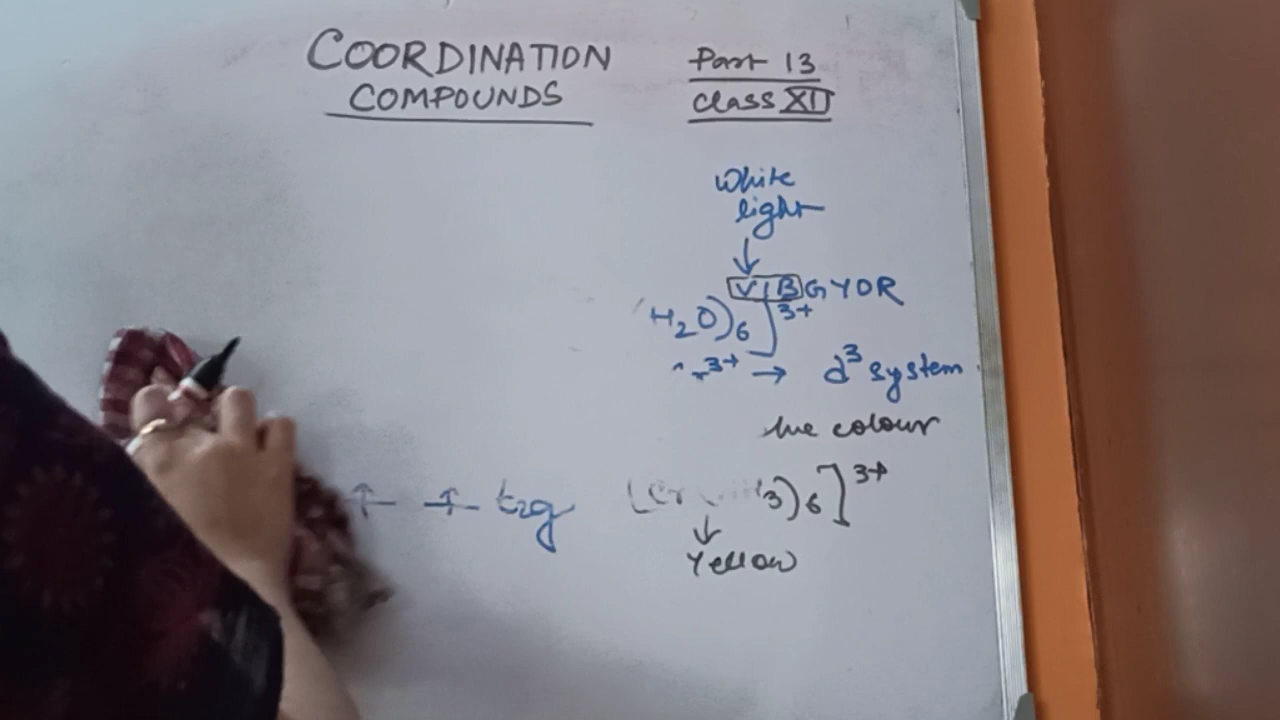 COORDINATION
COMPOUNDS
Part 13
Class XII
White
light
↓
VIBGYOR
H₂O)₆]³⁺
³⁺ → d³ system
colour
↑ ↑ t₂g
[Cr 3)₆]³⁺
↓
Yellow